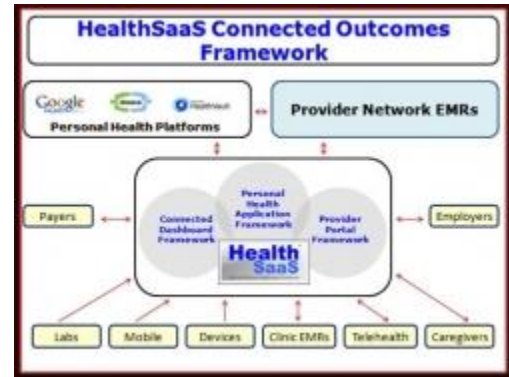 HealthSaaS Connected Outcomes
Framework
Google
Personal Health Platforms
Provider Network EMRs
Payers
Connected
Dashboard
Framework
Personal
Health
Application
Framework
Provider
Portal
Framework
Employers
Health
SaaS
Labs
Mobile
Devices
Clinic EMRs
Telehealth
Caregivers